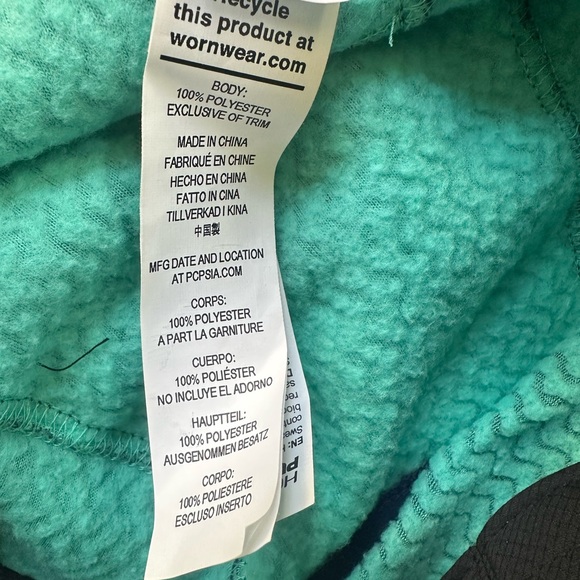 this product at
wornwear.com
BODY:
100% POLYESTER
EXCLUSIVE OF TRIM
MADE IN CHINA
FABRIQUÉ EN CHINE
HECHO EN CHINA
FATTO IN CINA
TILLVERKAD I KINA
中国製
MFG DATE AND LOCATION
AT PCPSIA.COM
CORPS:
100% POLYESTER
A PART LA GARNITURE
CUERPO:
100% POLIÉSTER
NO INCLUYE EL ADORNO
HAUPTTEIL:
100% POLYESTER
AUSGENOMMEN BESATZ
CORPO:
100% POLIESTERE
ESCLUSO INSERTO
EN: